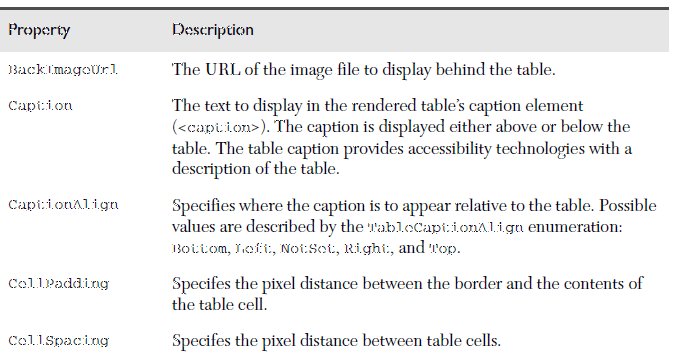 Property Description
BackImageUrl The URL of the image file to display behind the table.
Caption The text to display in the rendered table's caption element
(<caption>). The caption is displayed either above or below the
table. The table caption provides accessibility technologies with a
description of the table.
CaptionAlign Specifies where the caption is to appear relative to the table. Possible
values are described by the TableCaptionAlign enumeration:
Bottom, Left, NotSet, Right, and Top.
CellPadding Specifes the pixel distance between the border and the contents of
the table cell.
CellSpacing Specifes the pixel distance between table cells.